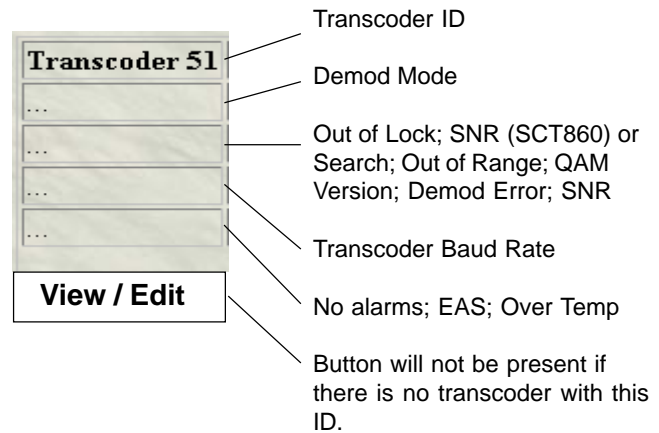 Transcoder ID
Transcoder 51
Demod Mode
...
Out of Lock; SNR (SCT860) or
Search; Out of Range; QAM
Version; Demod Error; SNR
...
Transcoder Baud Rate
...
No alarms; EAS; Over Temp
...
View / Edit
Button will not be present if
there is no transcoder with this
ID.